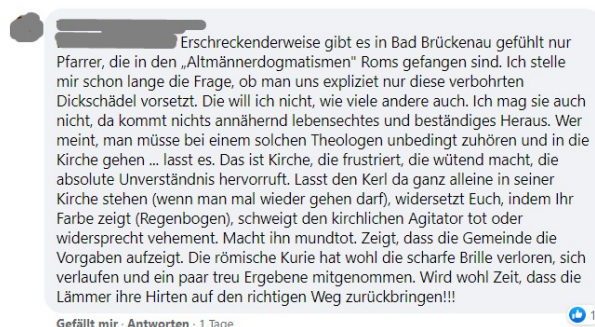 Erschreckenderweise gibt es in Bad Brückenau gefühlt nur
Pfarrer, die in den „Altmännerdogmatismen" Roms gefangen sind. Ich stelle
mir schon lange die Frage, ob man uns expliziet nur diese verbohrten
Dickschädel vorsetzt. Die will ich nicht, wie viele andere auch. Ich mag sie auch
nicht, da kommt nichts annähernd lebensechtes und beständiges Heraus. Wer
meint, man müsse bei einem solchen Theologen unbedingt zuhören und in die
Kirche gehen ... lasst es. Das ist Kirche, die frustriert, die wütend macht, die
absolute Unverständnis hervorruft. Lasst den Kerl da ganz alleine in seiner
Kirche stehen (wenn man mal wieder gehen darf), widersetzt Euch, indem Ihr
Farbe zeigt (Regenbogen), schweigt den kirchlichen Agitator tot oder
widersprecht vehement. Macht ihn mundtot. Zeigt, dass die Gemeinde die
Vorgaben aufzeigt. Die römische Kurie hat wohl die scharfe Brille verloren, sich
verlaufen und ein paar treu Ergebene mitgenommen. Wird wohl Zeit, dass die
Lämmer ihre Hirten auf den richtigen Weg zurückbringen!!!
1
Gefällt mir · Antworten · 1 Tage